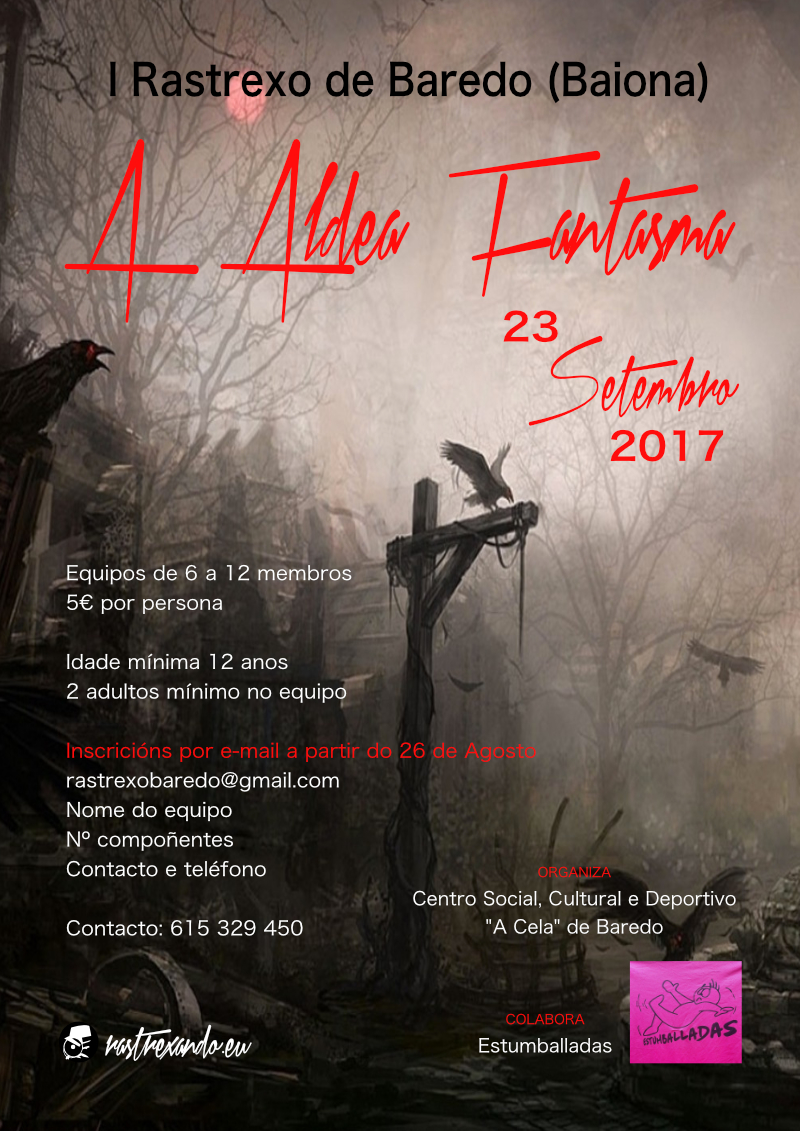 I Rastrexo de Baredo (Baiona)
A Aldea Fantasma
23
Setembro
2017
Equipos de 6 a 12 membros
5€ por persona
Idade mínima 12 anos
2 adultos mínimo no equipo
Inscricións por e-mail a partir do 26 de Agosto
rastrexobaredo@gmail.com
Nome do equipo
Nº compoñentes
Contacto e teléfono
Contacto: 615 329 450
ORGANIZA
Centro Social, Cultural e Deportivo
"A Cela" de Baredo
COLABORA
Estumballadas
ESTUMBALLADAS
rastrexando.eu